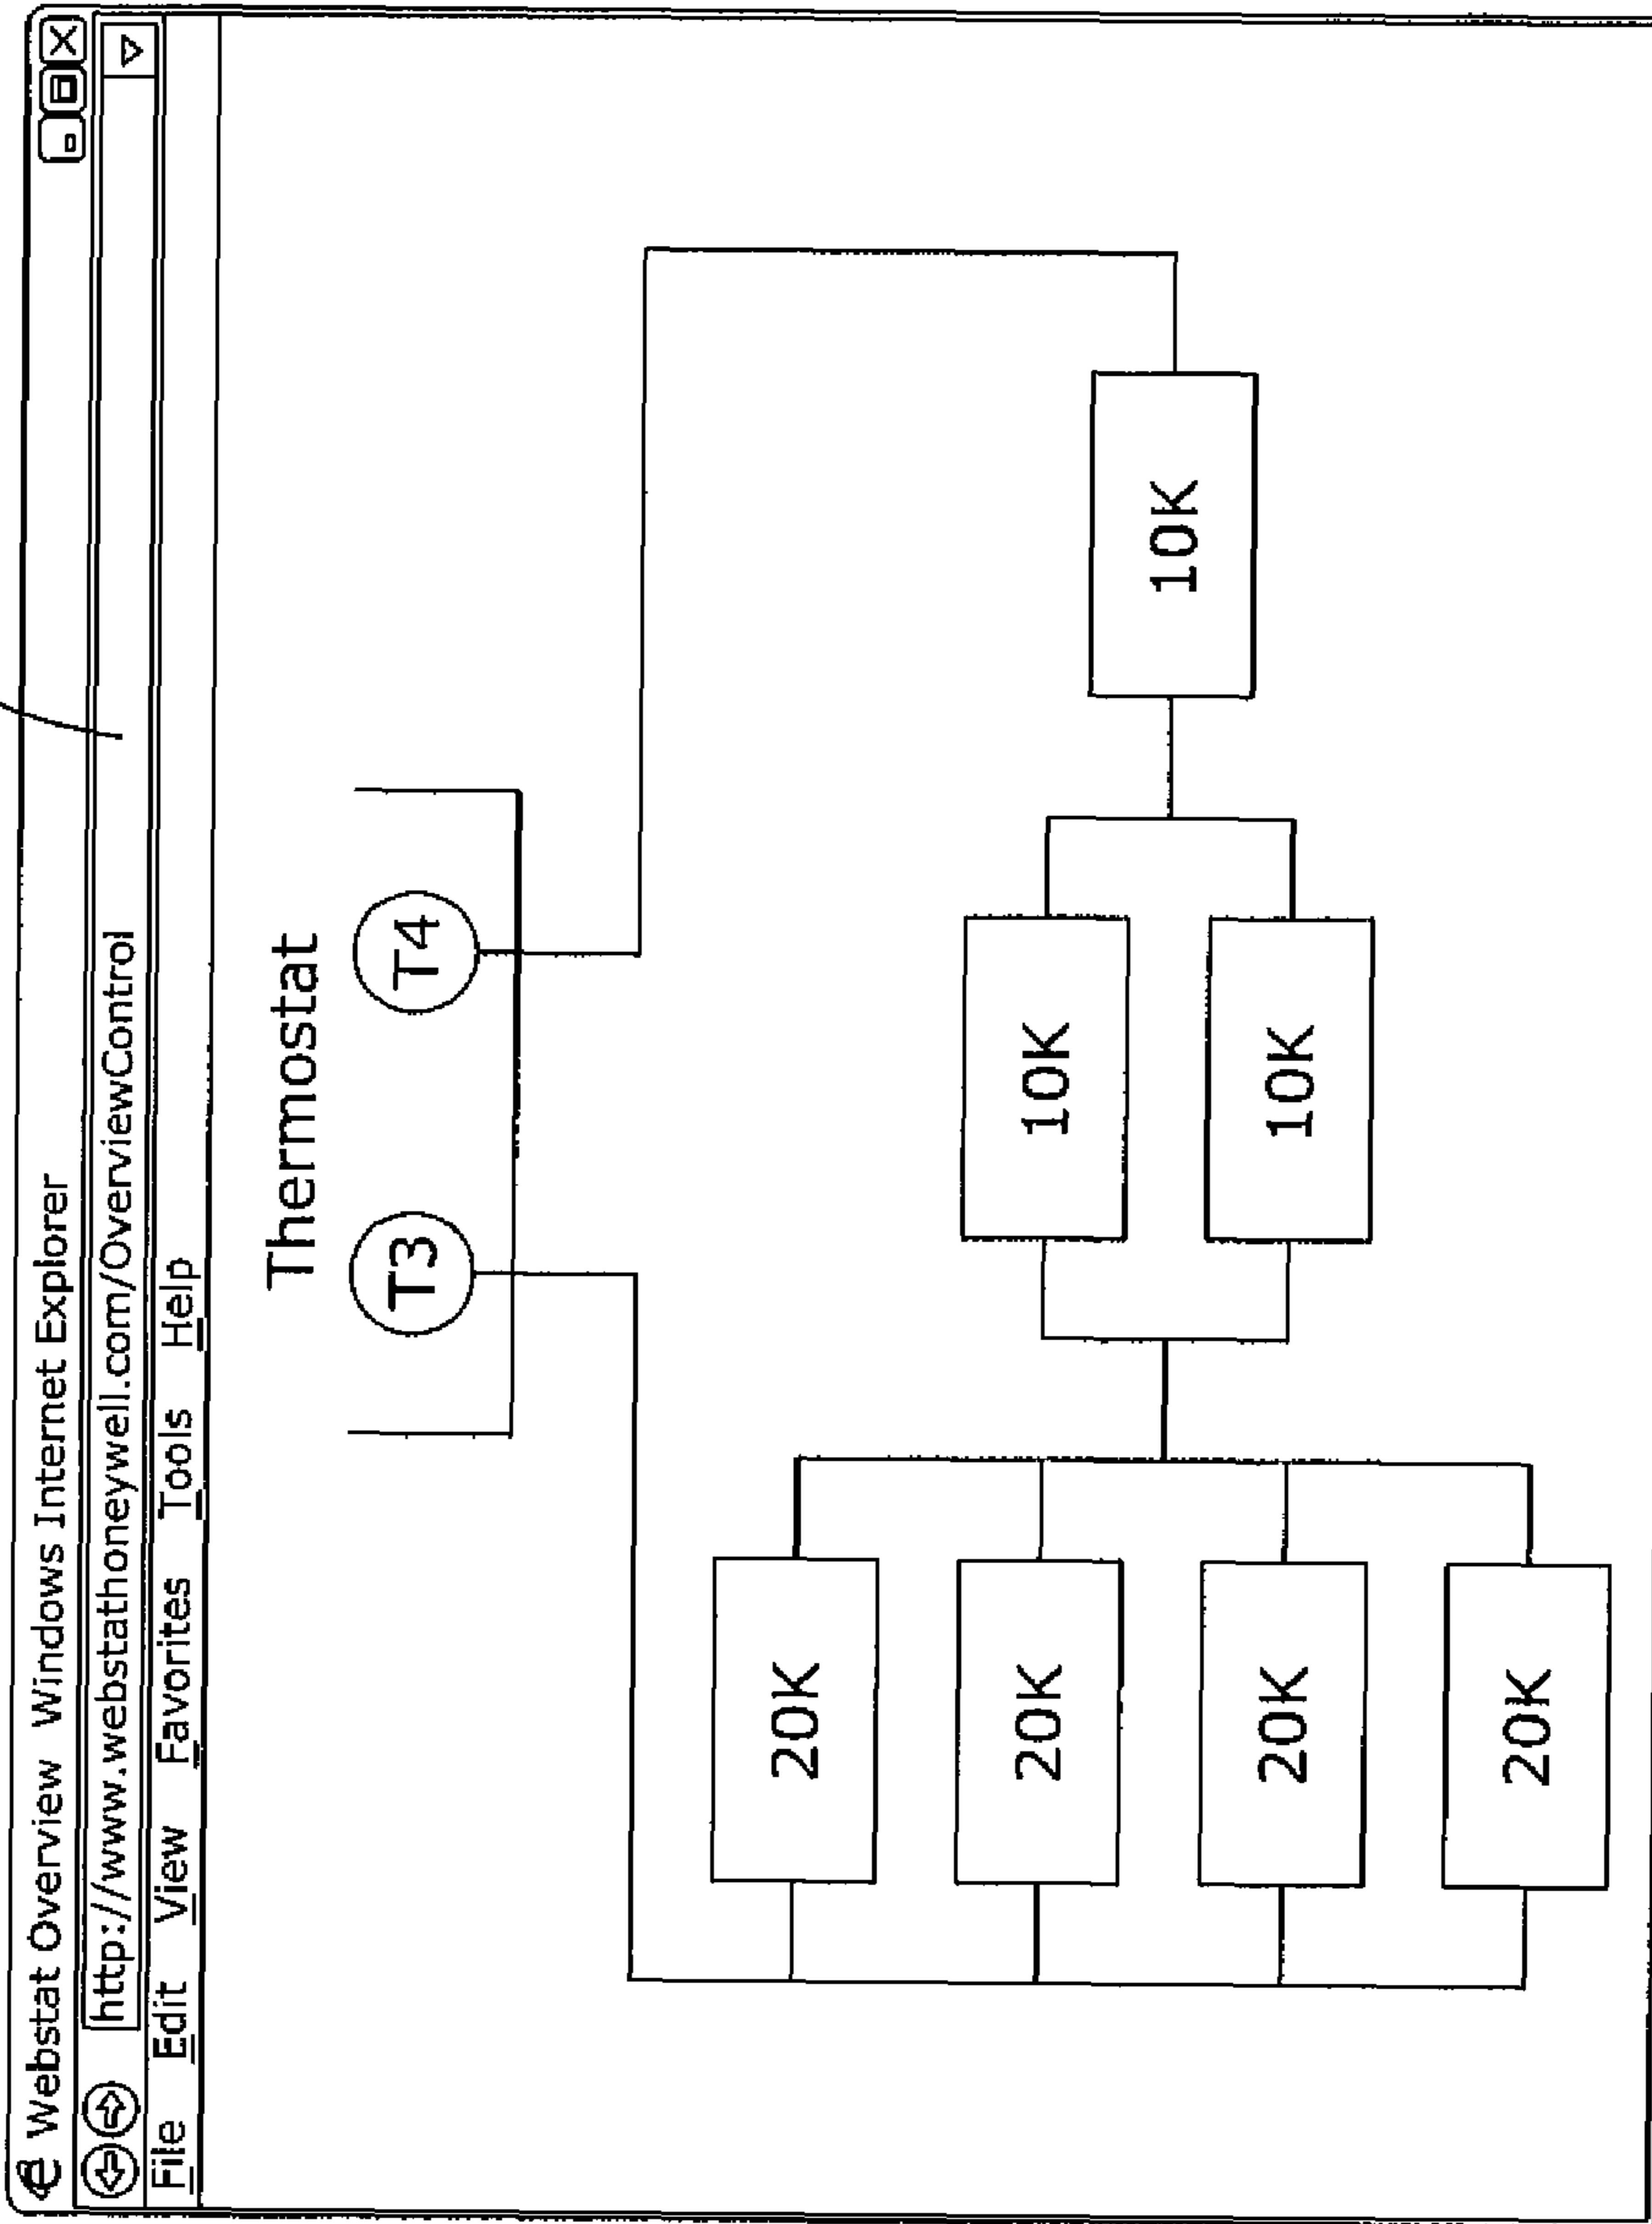 Webstat Overview Windows Internet Explorer
http://www.webstathoneywell.com/OverviewControl
File Edit View Favorites Tools Help
Thermostat
T3 T4
20K
20K
10K
10K
20K
10K
20K